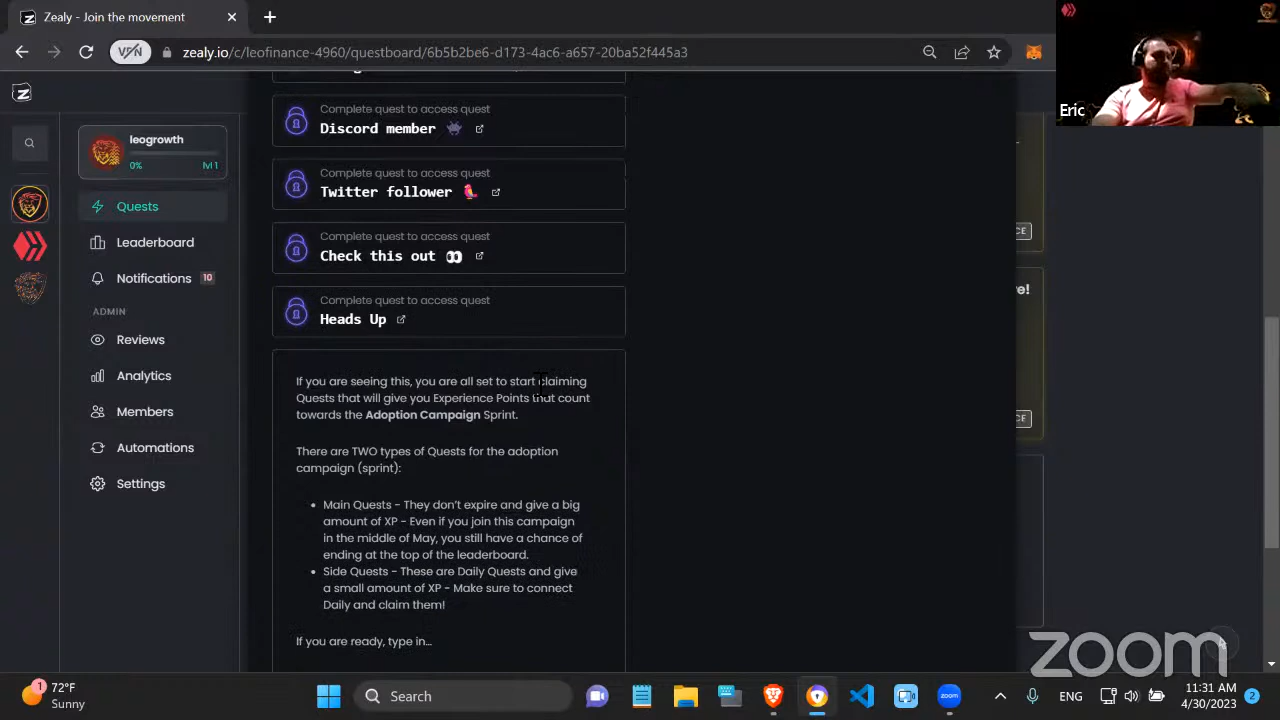 Zealy - Join the movement
VPN
zealy.io/c/leofinance-4960/questboard/6b5b2be6-d173-4ac6-a657-20ba52f445a3
Eric
leogrowth
0%
lvl 1
Quests
Leaderboard
Notifications
10
ADMIN
Reviews
Analytics
Members
Automations
Settings
Complete quest to access quest
Discord member
Complete quest to access quest
Twitter follower
Complete quest to access quest
Check this out
Complete quest to access quest
Heads Up
If you are seeing this, you are all set to start claiming
Quests that will give you Experience Points that count
towards the Adoption Campaign Sprint.
There are TWO types of Quests for the adoption
campaign (sprint):
• Main Quests - They don't expire and give a big
amount of XP - Even if you join this campaign
in the middle of May, you still have a chance of
ending at the top of the leaderboard.
• Side Quests - These are Daily Quests and give
a small amount of XP - Make sure to connect
Daily and claim them!
If you are ready, type in...
CE
e!
CE
zoom
1
72°F
Sunny
Search
zoom
ENG
11:31 AM
4/30/2023
2